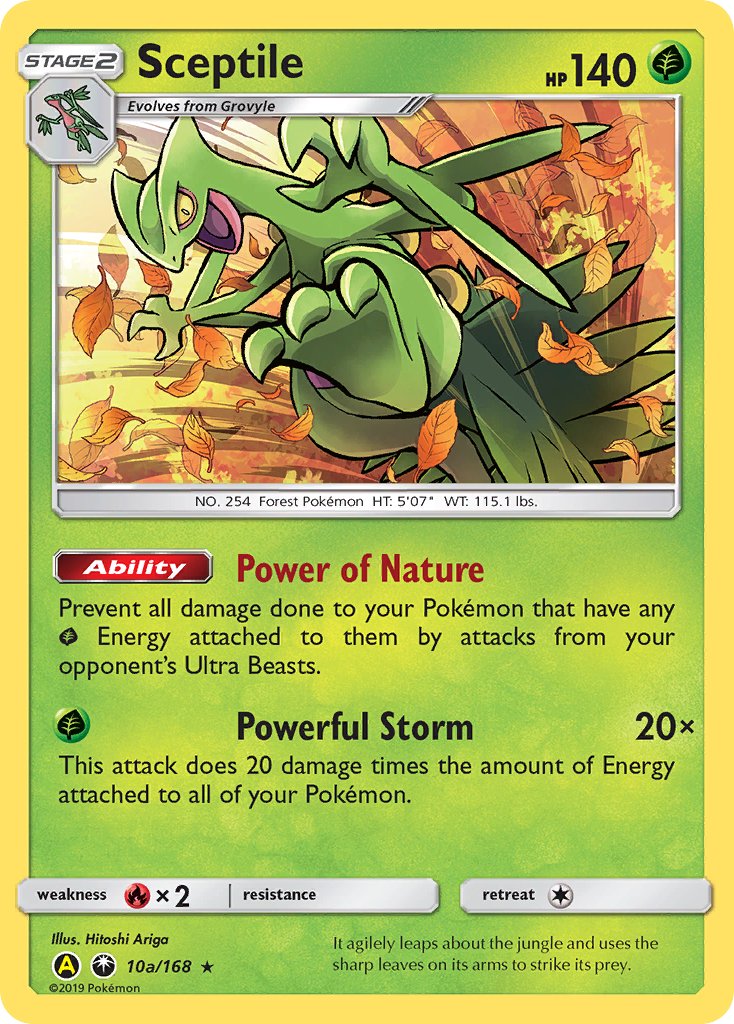 STAGE2 Sceptile HP 140
Evolves from Grovyle
NO. 254 Forest Pokémon HT: 5'07" WT: 115.1 lbs.
Ability Power of Nature
Prevent all damage done to your Pokémon that have any
Energy attached to them by attacks from your
opponent's Ultra Beasts.
Powerful Storm 20×
This attack does 20 damage times the amount of Energy
attached to all of your Pokémon.
weakness ×2 resistance retreat
Illus. Hitoshi Ariga
A 10a/168 ★
©2019 Pokémon
It agilely leaps about the jungle and uses the
sharp leaves on its arms to strike its prey.